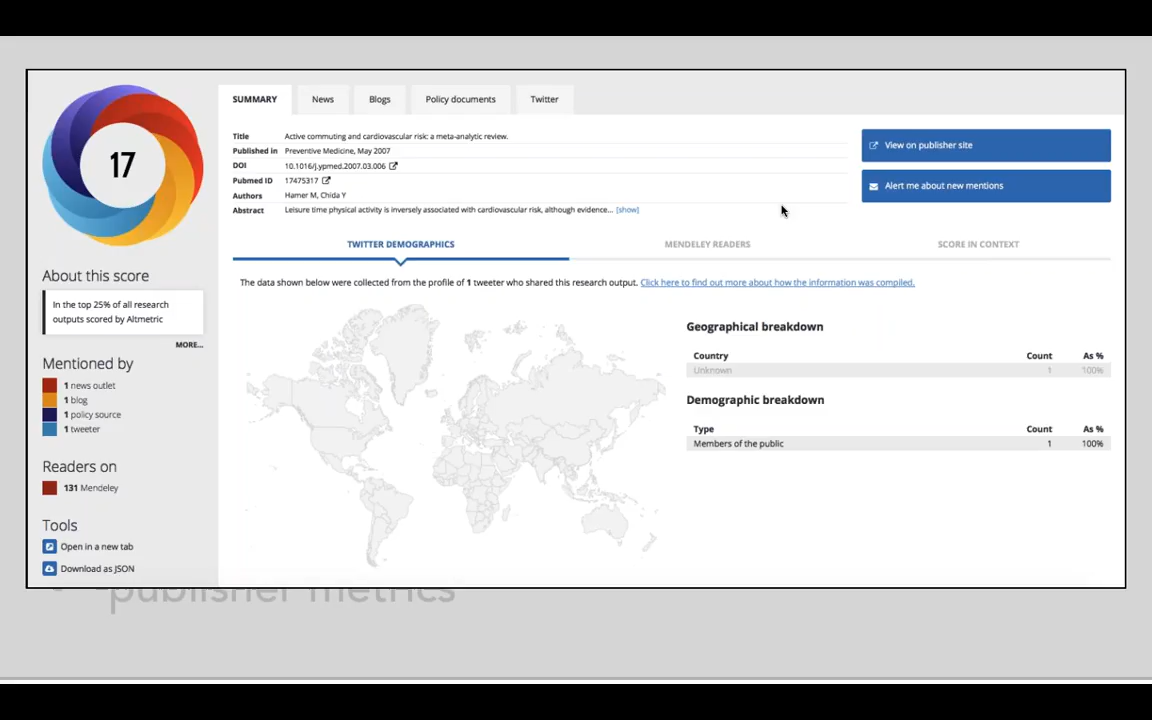 17
SUMMARY News Blogs Policy documents Twitter
Title Active commuting and cardiovascular risk: a meta-analytic review.
Published in Preventive Medicine, May 2007
DOI 10.1016/j.ypmed.2007.03.006
Pubmed ID 17475317
Authors Hamer M, Chida Y
Abstract Leisure time physical activity is inversely associated with cardiovascular risk, although evidence... [show]
View on publisher site
Alert me about new mentions
About this score
In the top 25% of all research
outputs scored by Altmetric
MORE...
Mentioned by
1 news outlet
1 blog
1 policy source
1 tweeter
Readers on
131 Mendeley
Tools
Open in a new tab
Download as JSON
TWITTER DEMOGRAPHICS MENDELEY READERS SCORE IN CONTEXT
The data shown below were collected from the profile of 1 tweeter who shared this research output. Click here to find out more about how the information was compiled.
Geographical breakdown
Country Count As %
Unknown 1 100%
Demographic breakdown
Type Count As %
Members of the public 1 100%
publisher metrics